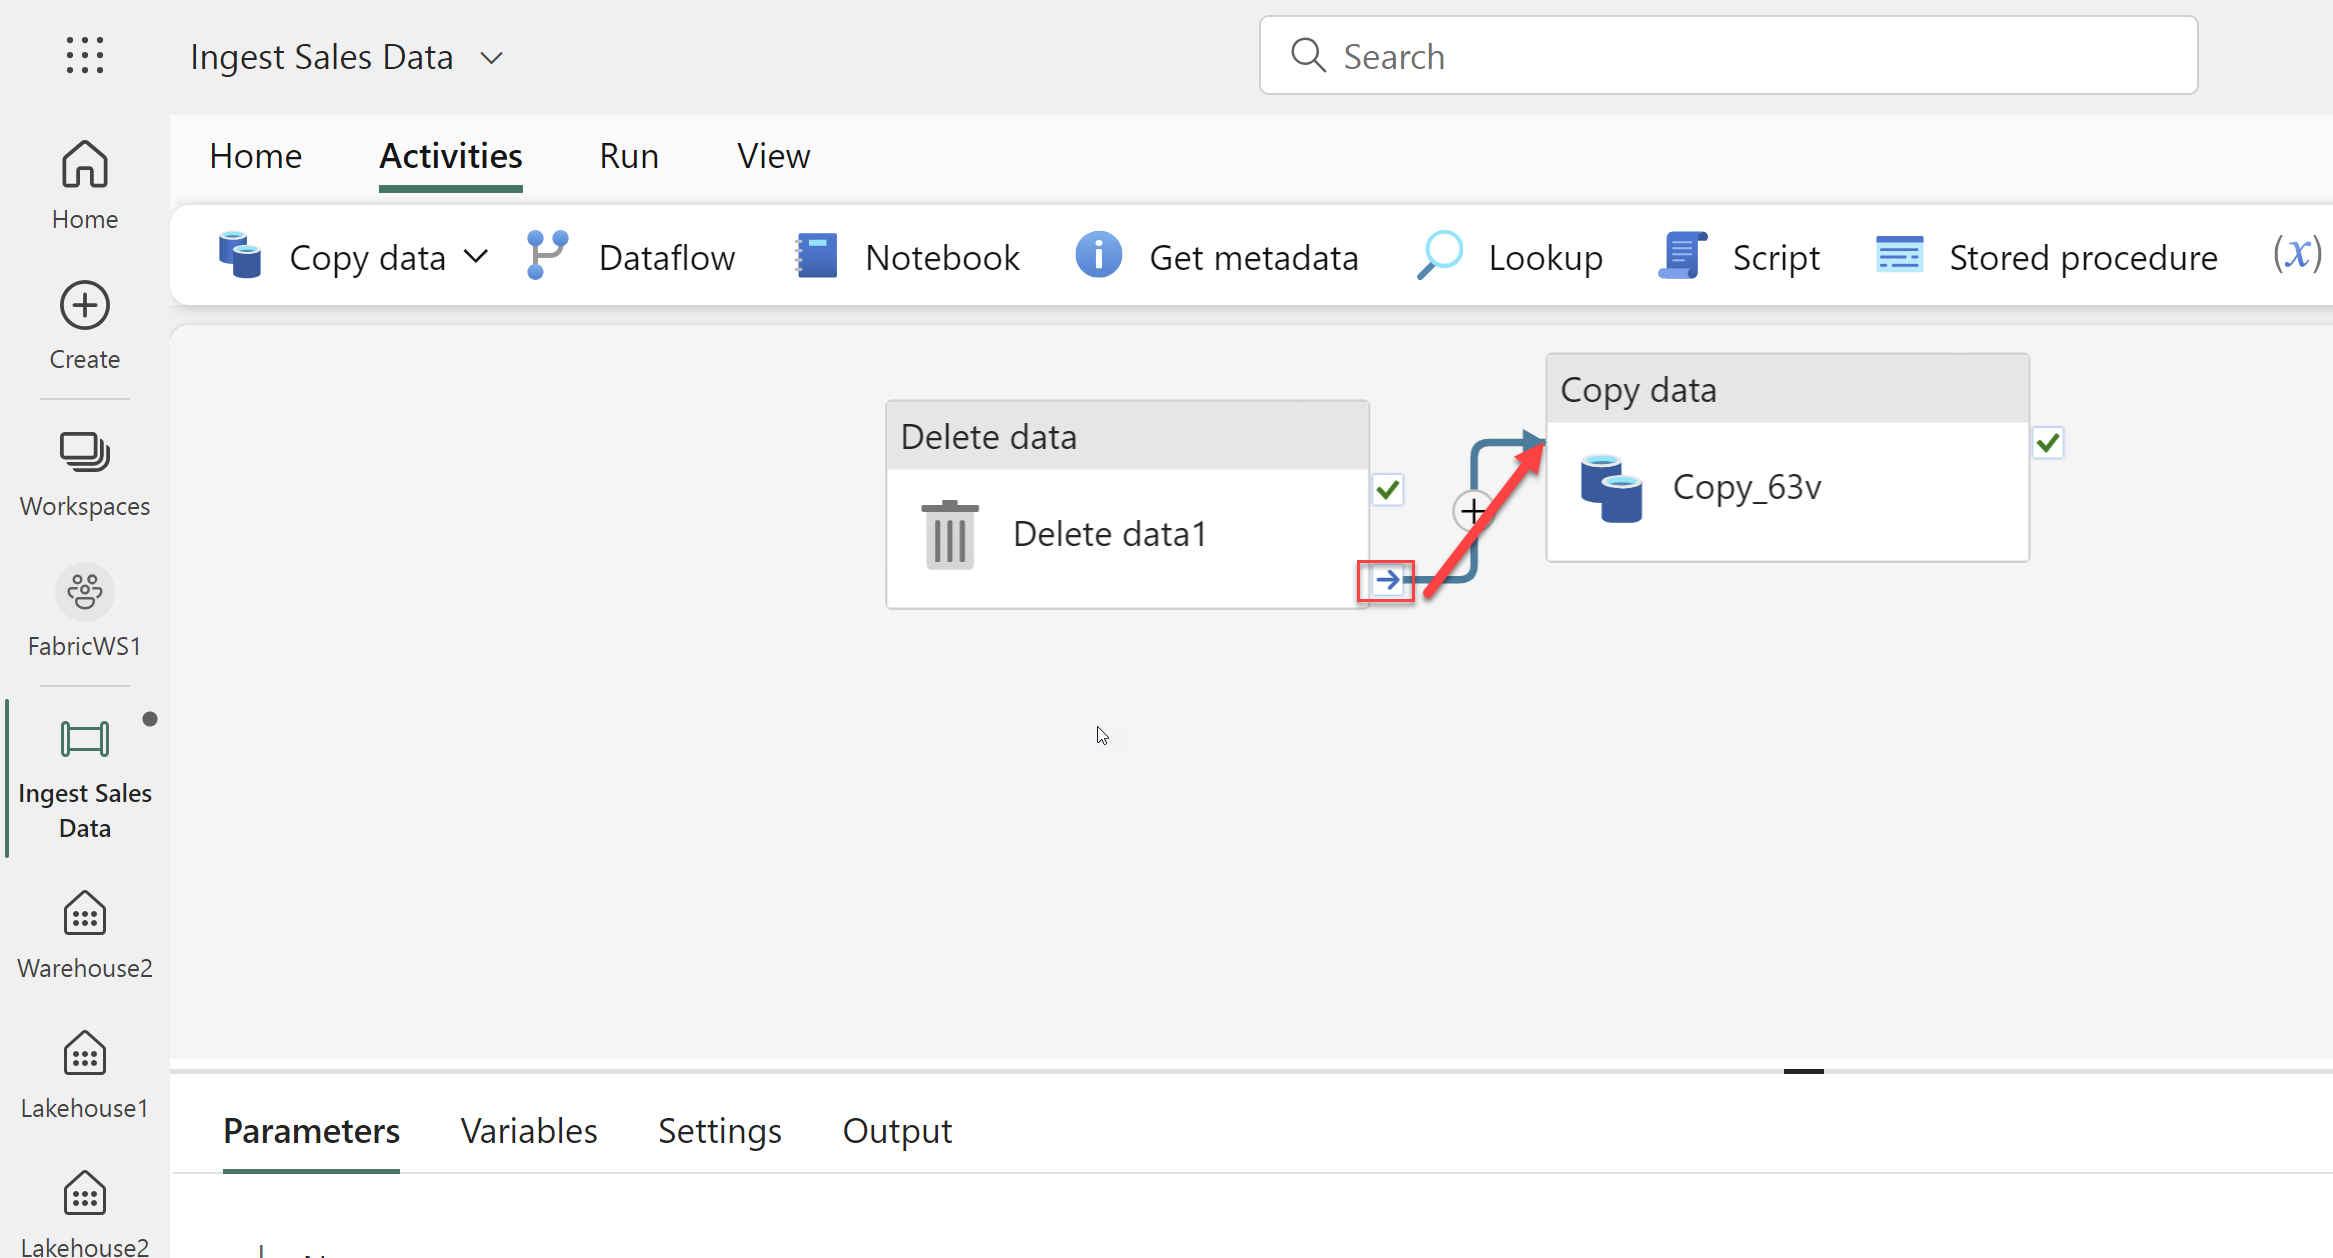 Ingest Sales Data
Search
Home
Activities
Run
View
Copy data
Dataflow
Notebook
Get metadata
Lookup
Script
Stored procedure
(x)
Home
Create
Workspaces
FabricWS1
Ingest Sales
Data
Warehouse2
Lakehouse1
Lakehouse2
Delete data
Delete data1
Copy data
Copy_63v
Parameters
Variables
Settings
Output